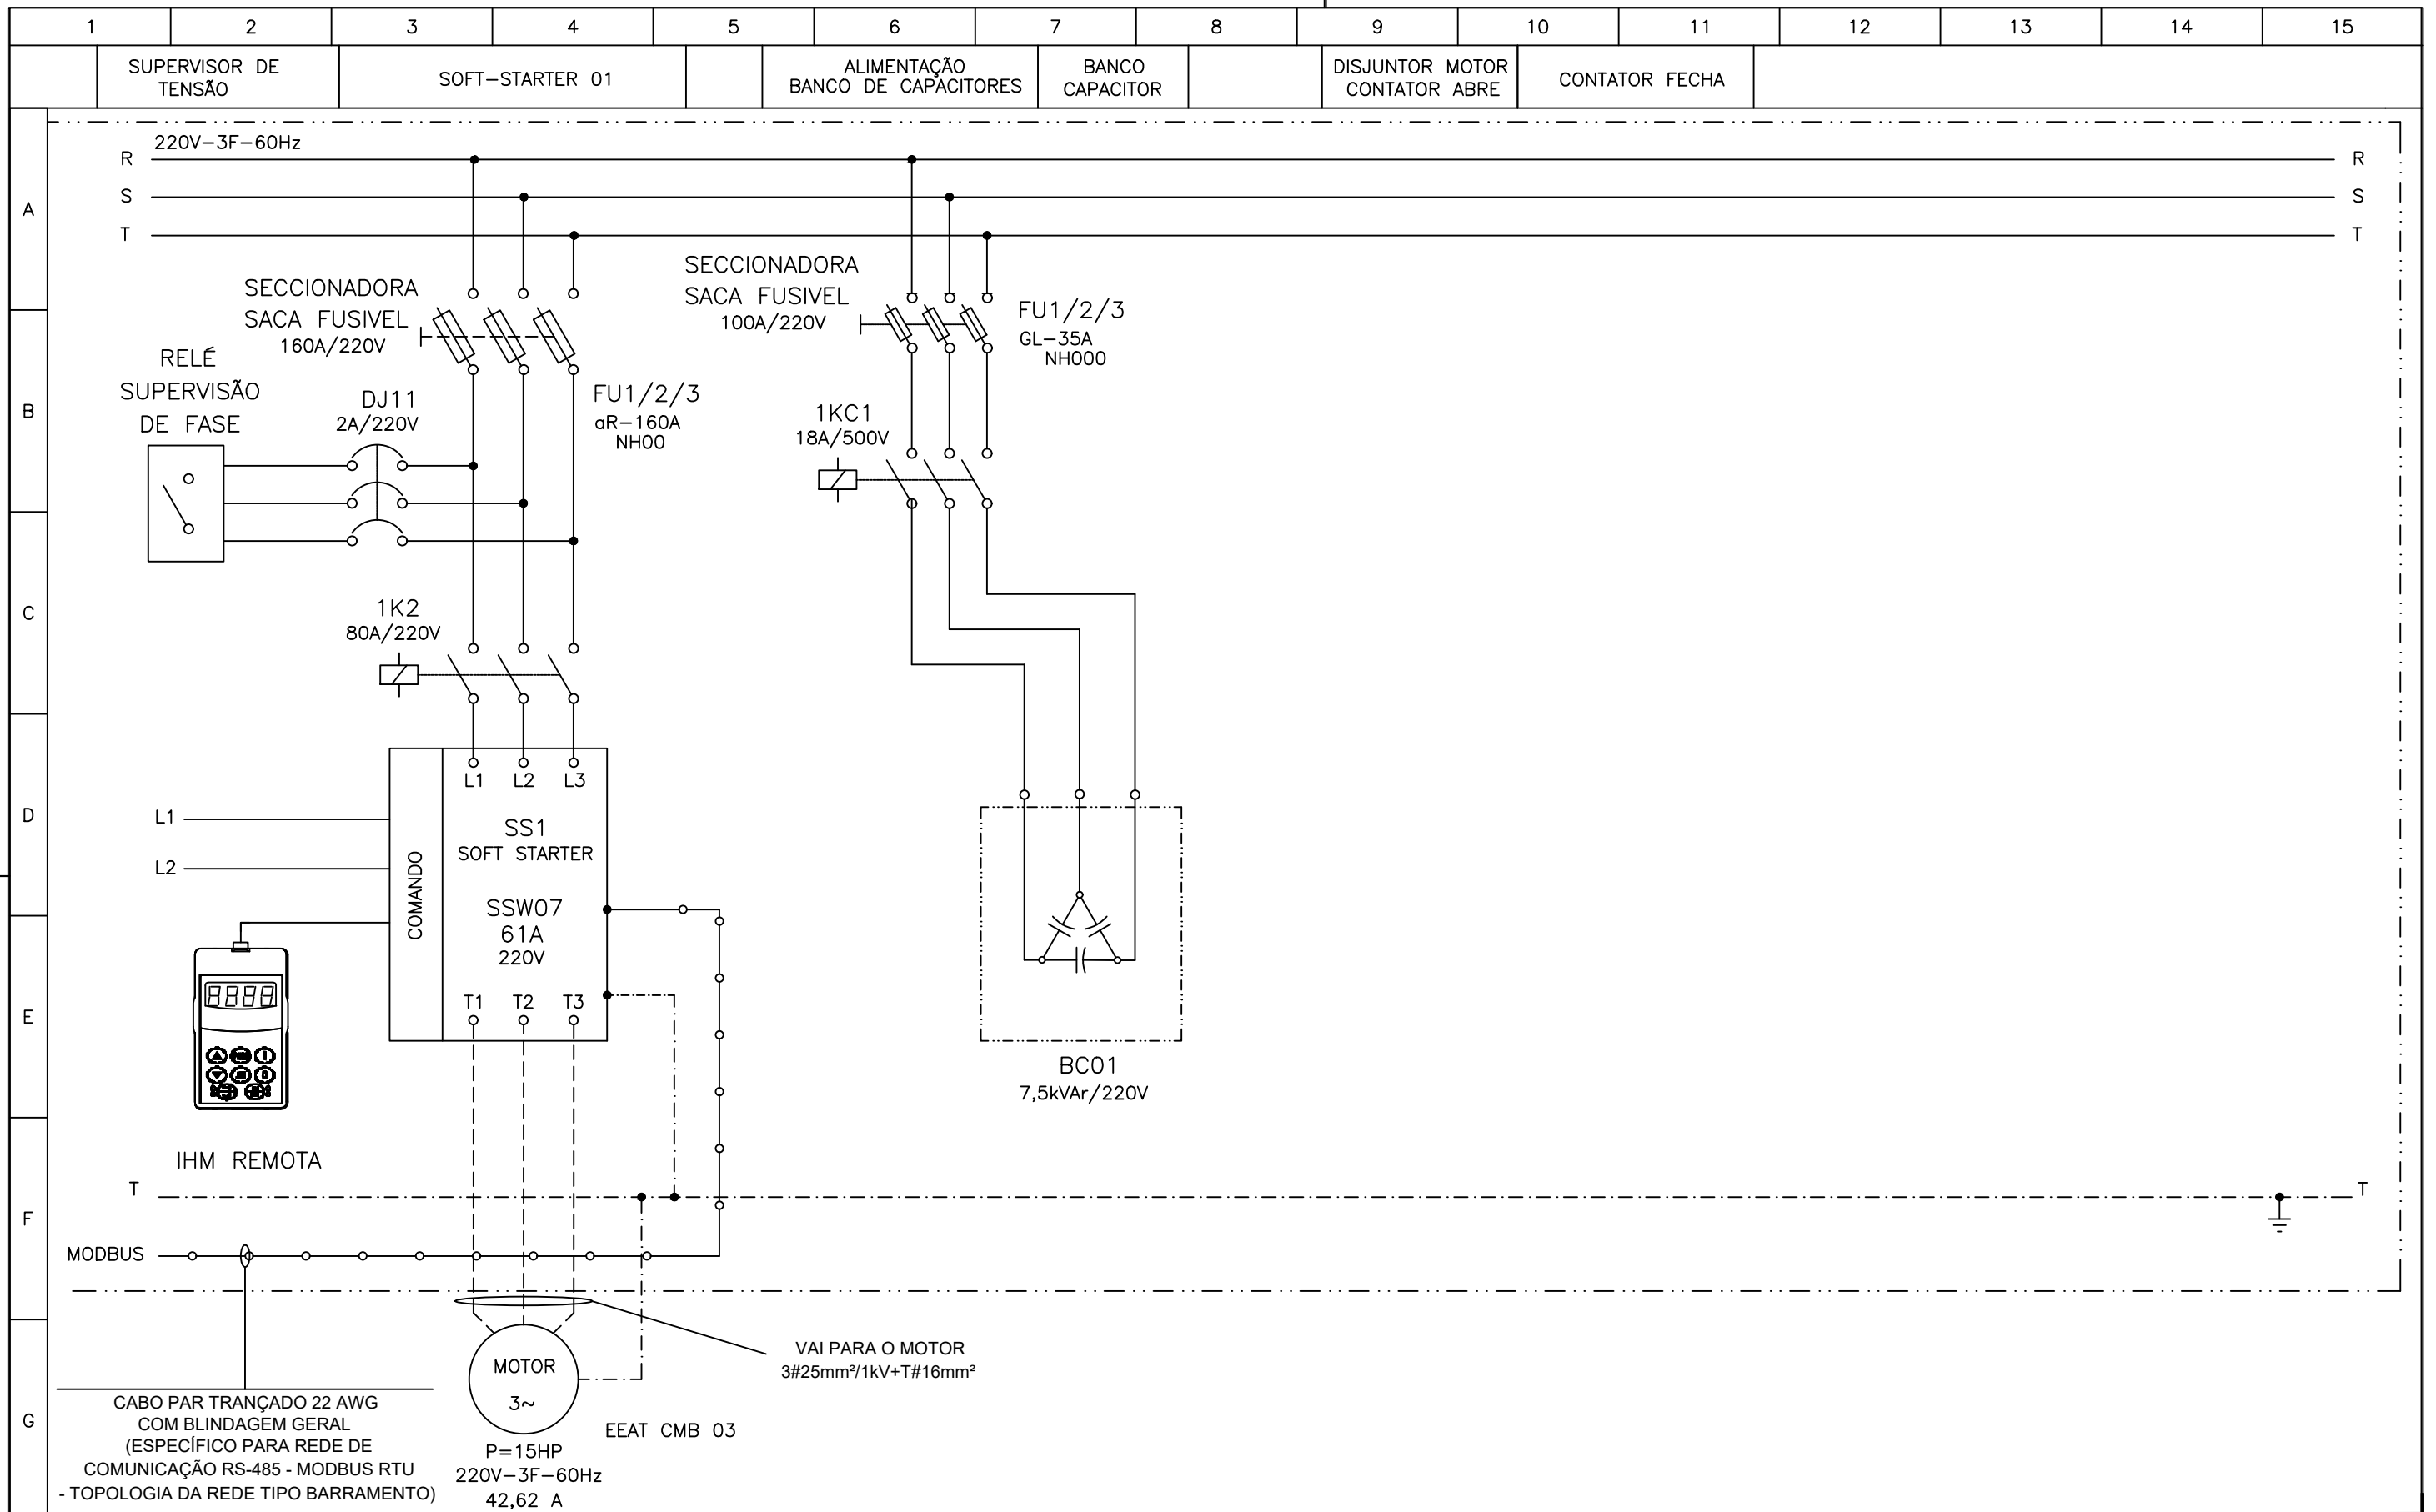 1 2 3 4 5 6 7 8 9 10 11 12 13 14 15
SUPERVISOR DE
TENSÃO
SOFT-STARTER 01
ALIMENTAÇÃO
BANCO DE CAPACITORES
BANCO
CAPACITOR
DISJUNTOR MOTOR
CONTATOR ABRE
CONTATOR FECHA
A
B
C
D
E
F
G
220V-3F-60Hz
R
S
T
R
S
T
SECCIONADORA
SACA FUSIVEL
160A/220V
FU1/2/3
aR-160A
NH00
RELÉ
SUPERVISÃO
DE FASE
DJ11
2A/220V
1K2
80A/220V
SECCIONADORA
SACA FUSIVEL
100A/220V
FU1/2/3
GL-35A
NH000
1KC1
18A/500V
L1
L2
COMANDO
L1 L2 L3
SS1
SOFT STARTER
SSW07
61A
220V
T1 T2 T3
8888
IHM REMOTA
BC01
7,5kVAr/220V
T
T
MODBUS
CABO PAR TRANÇADO 22 AWG
COM BLINDAGEM GERAL
(ESPECÍFICO PARA REDE DE
COMUNICAÇÃO RS-485 - MODBUS RTU
- TOPOLOGIA DA REDE TIPO BARRAMENTO)
MOTOR
3~
P=15HP
220V-3F-60Hz
42,62 A
EEAT CMB 03
VAI PARA O MOTOR
3#25mm²/1kV+T#16mm²